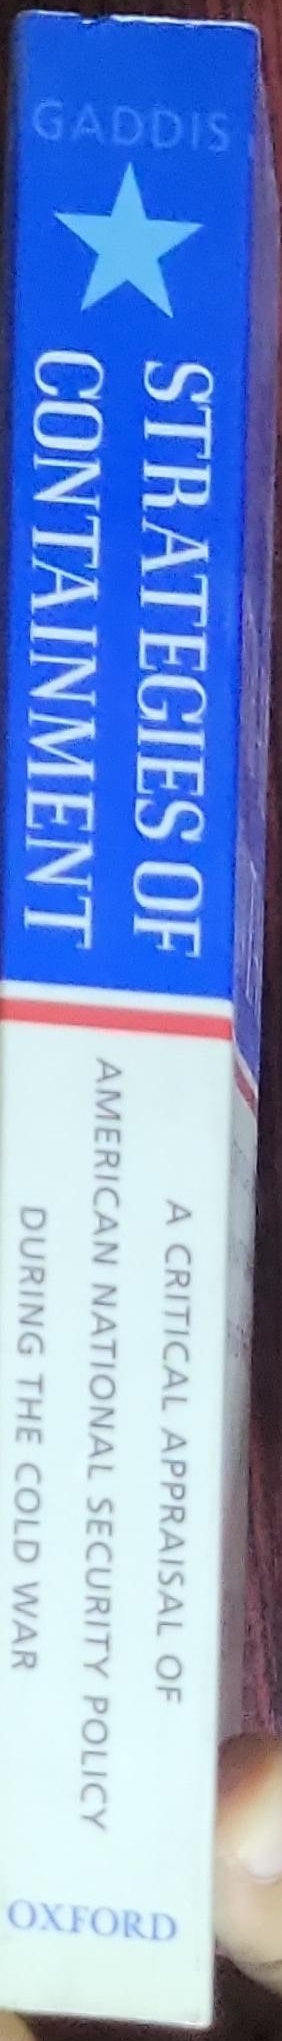 GADDIS
STRATEGIES OF
CONTAINMENT
A CRITICAL APPRAISAL OF
AMERICAN NATIONAL SECURITY POLICY
DURING THE COLD WAR
OXFORD